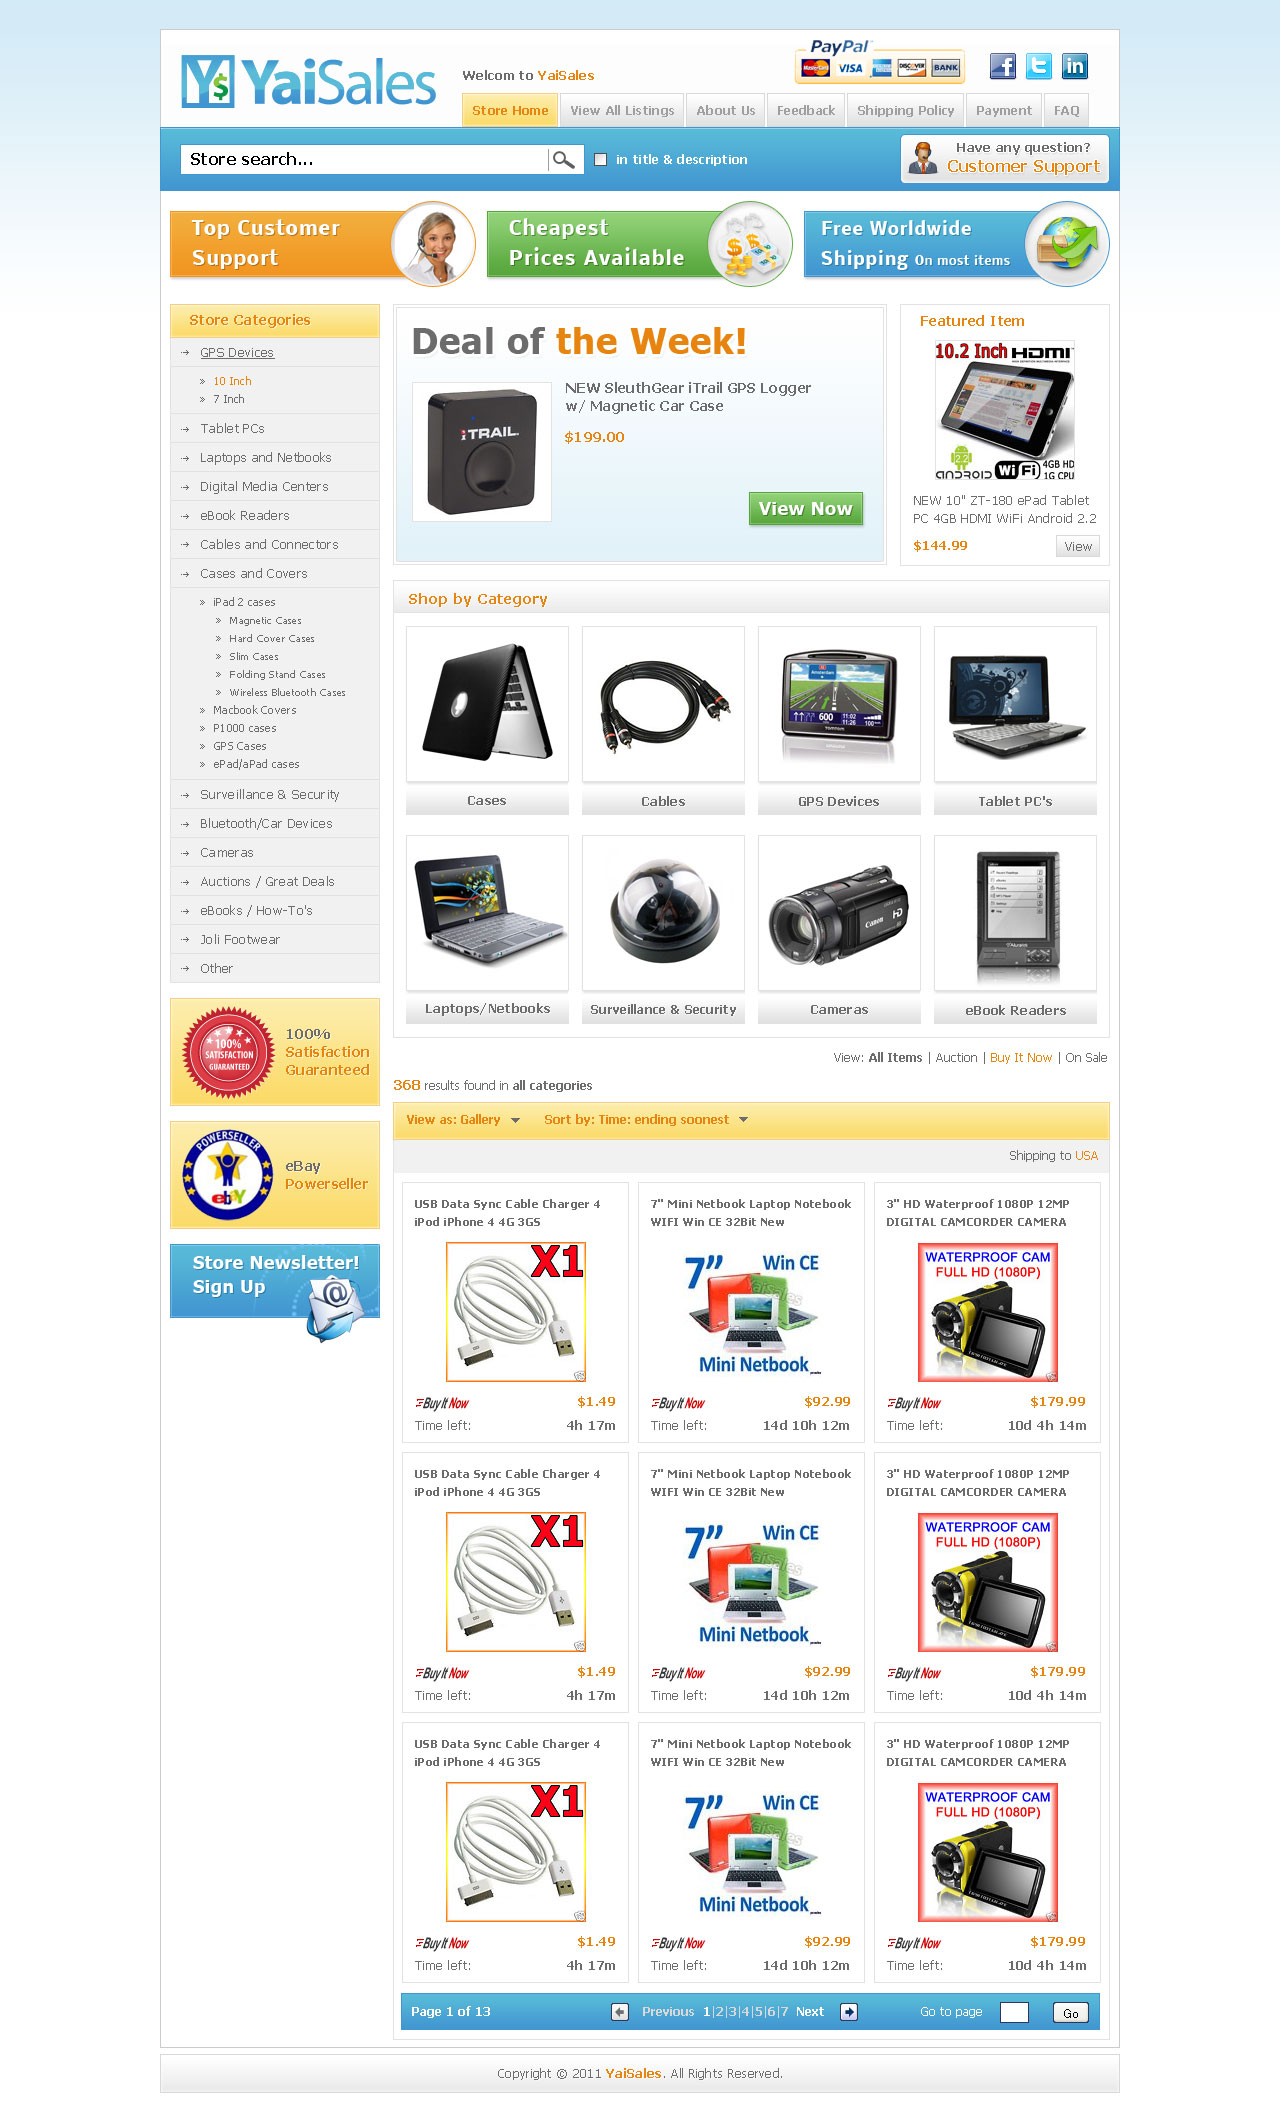 YaiSales
Welcom to YaiSales
PayPal
MasterCard VISA DISCOVER BANK
Store Home
View All Listings
About Us
Feedback
Shipping Policy
Payment
FAQ
Store search...
in title & description
Have any question?
Customer Support
Top Customer
Support
Cheapest
Prices Available
Free Worldwide
Shipping On most items
Store Categories
GPS Devices
10 Inch
7 Inch
Tablet PCs
Laptops and Netbooks
Digital Media Centers
eBook Readers
Cables and Connectors
Cases and Covers
iPad 2 cases
Magnetic Cases
Hard Cover Cases
Slim Cases
Folding Stand Cases
Wireless Bluetooth Cases
Macbook Covers
P1000 cases
GPS Cases
ePad/aPad cases
Surveillance & Security
Bluetooth/Car Devices
Cameras
Auctions / Great Deals
eBooks / How-To's
Joli Footwear
Other
100%
SATISFACTION
GUARANTEED
100%
Satisfaction
Guaranteed
POWERSELLER
ebY
eBay
Powerseller
Store Newsletter!
Sign Up
Deal of the Week!
iTRAIL
NEW SleuthGear iTrail GPS Logger
w/ Magnetic Car Case
$199.00
View Now
Featured Item
10.2 Inch HDMI
2.2
ANDROID WiFi 4GB HD
1G CPU
NEW 10" ZT-180 ePad Tablet
PC 4GB HDMI WiFi Android 2.2
$144.99
View
Shop by Category
Cases
Cables
GPS Devices
Tablet PC's
Laptops/Netbooks
Surveillance & Security
Cameras
eBook Readers
View: All Items | Auction | Buy It Now | On Sale
368 results found in all categories
View as: Gallery
Sort by: Time: ending soonest
Shipping to USA
USB Data Sync Cable Charger 4
iPod iPhone 4 4G 3GS
X1
Buy It Now $1.49
Time left: 4h 17m
7" Mini Netbook Laptop Notebook
WIFI Win CE 32Bit New
7" Win CE
YaiSales
Mini Netbook
Buy It Now $92.99
Time left: 14d 10h 12m
3" HD Waterproof 1080P 12MP
DIGITAL CAMCORDER CAMERA
WATERPROOF CAM
FULL HD (1080P)
Buy It Now $179.99
Time left: 10d 4h 14m
USB Data Sync Cable Charger 4
iPod iPhone 4 4G 3GS
X1
Buy It Now $1.49
Time left: 4h 17m
7" Mini Netbook Laptop Notebook
WIFI Win CE 32Bit New
7" Win CE
YaiSales
Mini Netbook
Buy It Now $92.99
Time left: 14d 10h 12m
3" HD Waterproof 1080P 12MP
DIGITAL CAMCORDER CAMERA
WATERPROOF CAM
FULL HD (1080P)
Buy It Now $179.99
Time left: 10d 4h 14m
USB Data Sync Cable Charger 4
iPod iPhone 4 4G 3GS
X1
Buy It Now $1.49
Time left: 4h 17m
7" Mini Netbook Laptop Notebook
WIFI Win CE 32Bit New
7" Win CE
YaiSales
Mini Netbook
Buy It Now $92.99
Time left: 14d 10h 12m
3" HD Waterproof 1080P 12MP
DIGITAL CAMCORDER CAMERA
WATERPROOF CAM
FULL HD (1080P)
Buy It Now $179.99
Time left: 10d 4h 14m
Page 1 of 13
Previous 1|2|3|4|5|6|7 Next
Go to page
Go
Copyright © 2011 YaiSales. All Rights Reserved.